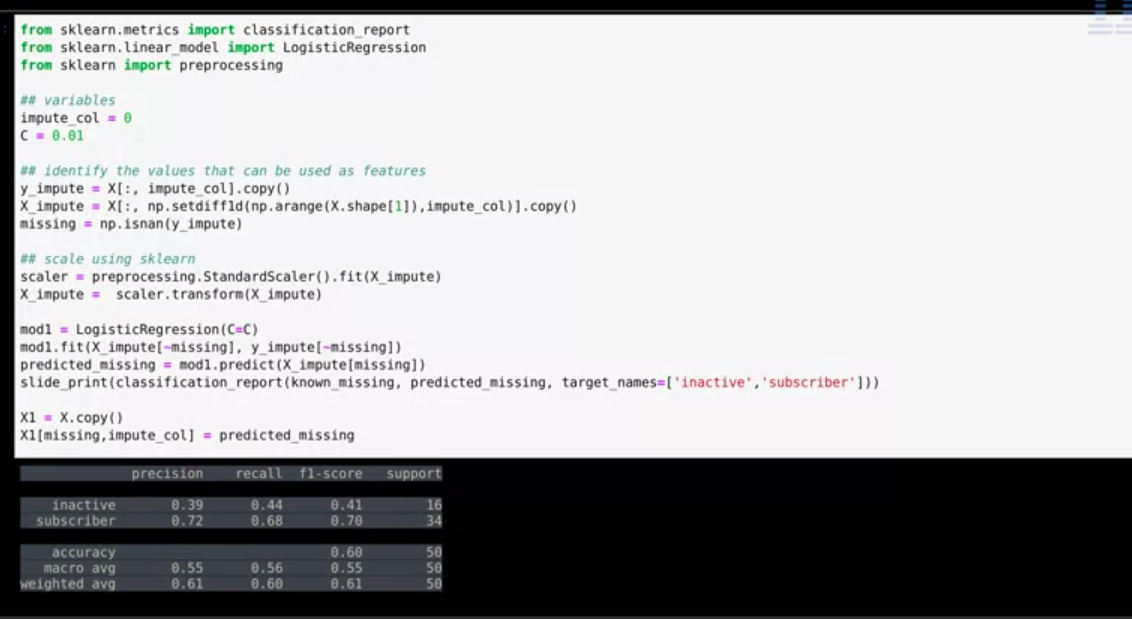 from sklearn.metrics import classification_report
from sklearn.linear_model import LogisticRegression
from sklearn import preprocessing
## variables
impute_col = 0
C = 0.01
## identify the values that can be used as features
y_impute = X[:, impute_col].copy()
X_impute = X[:, np.setdiff1d(np.arange(X.shape[1]),impute_col)].copy()
missing = np.isnan(y_impute)
## scale using sklearn
scaler = preprocessing.StandardScaler().fit(X_impute)
X_impute =  scaler.transform(X_impute)
mod1 = LogisticRegression(C=C)
mod1.fit(X_impute[~missing], y_impute[~missing])
predicted_missing = mod1.predict(X_impute[missing])
slide_print(classification_report(known_missing, predicted_missing, target_names=['inactive','subscriber']))
X1 = X.copy()
X1[missing,impute_col] = predicted_missing
precision recall f1-score support
inactive 0.39 0.44 0.41 16
subscriber 0.72 0.68 0.70 34
accuracy 0.60 50
macro avg 0.55 0.56 0.55 50
weighted avg 0.61 0.60 0.61 50